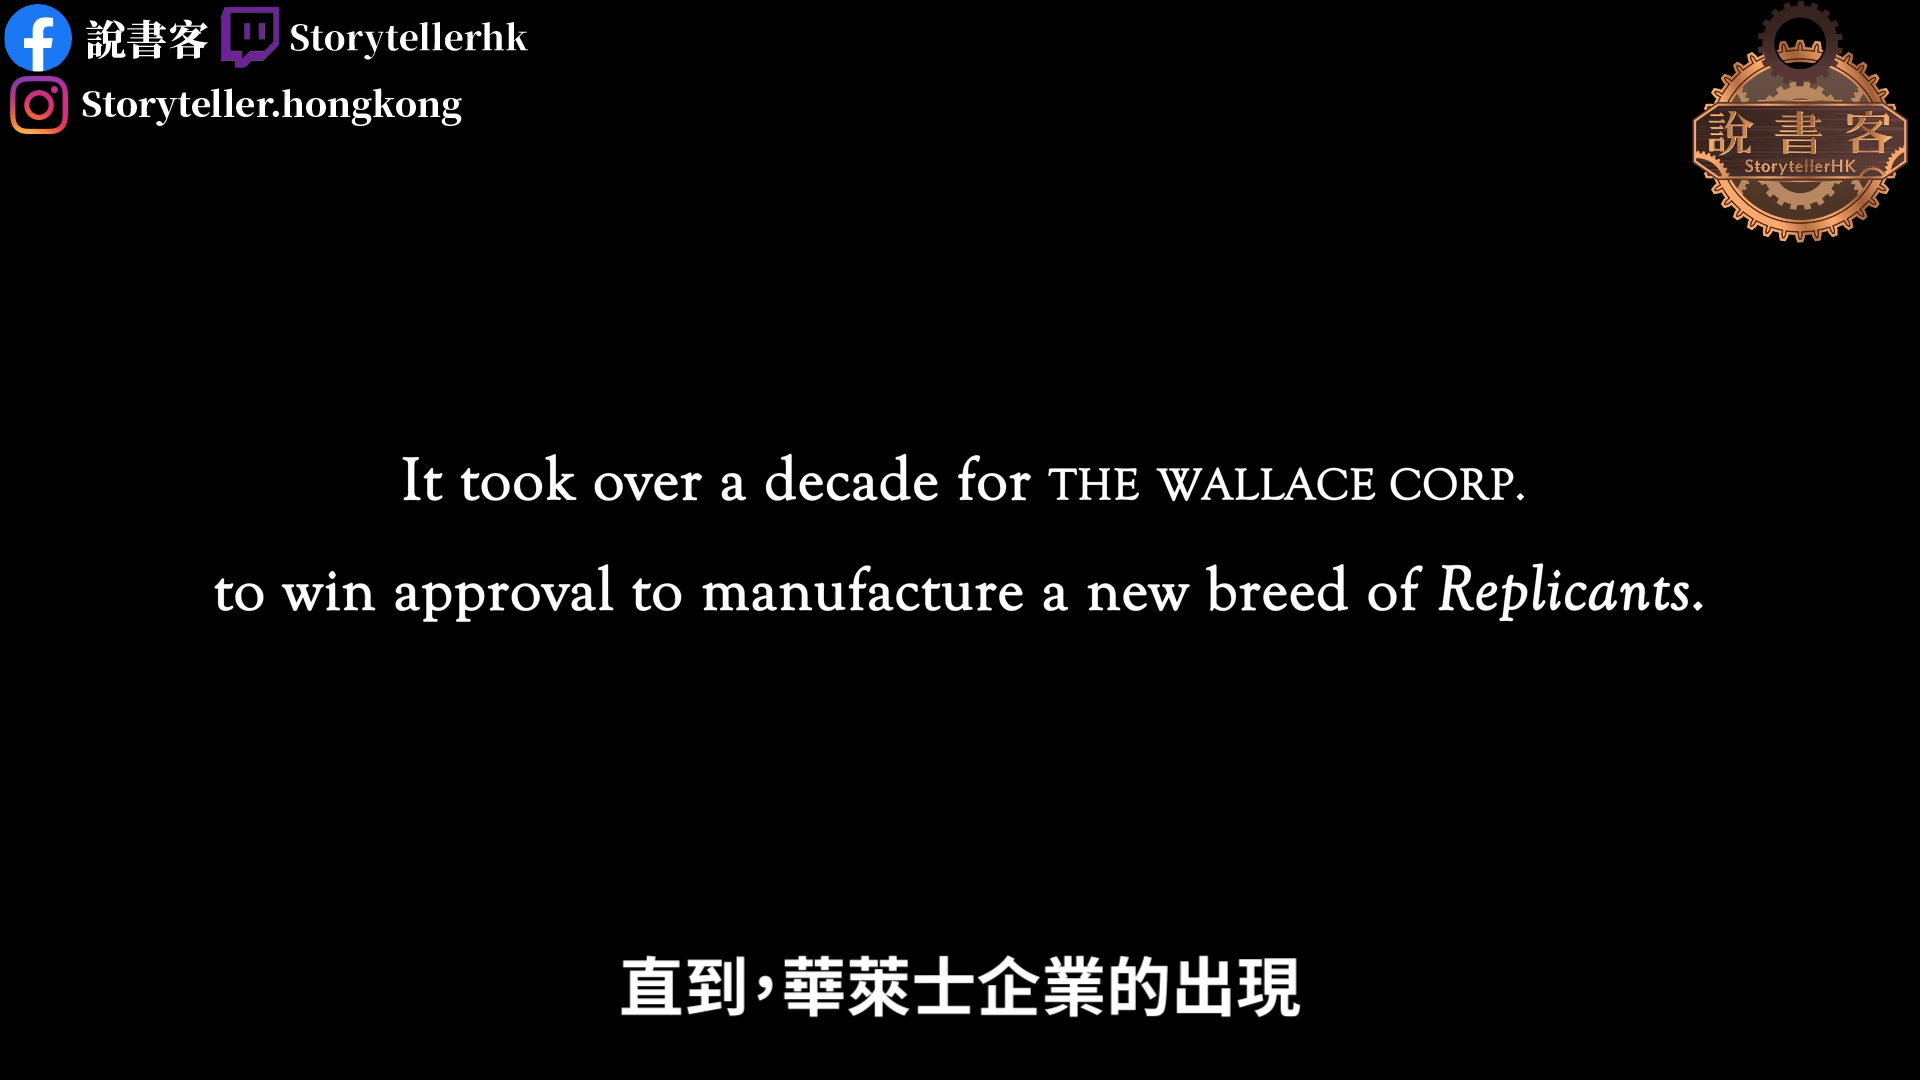 說書客 Storytellerhk
Storyteller.hongkong
說書客
StorytellerHK
It took over a decade for THE WALLACE CORP.
to win approval to manufacture a new breed of Replicants.
直到，華萊士企業的出現